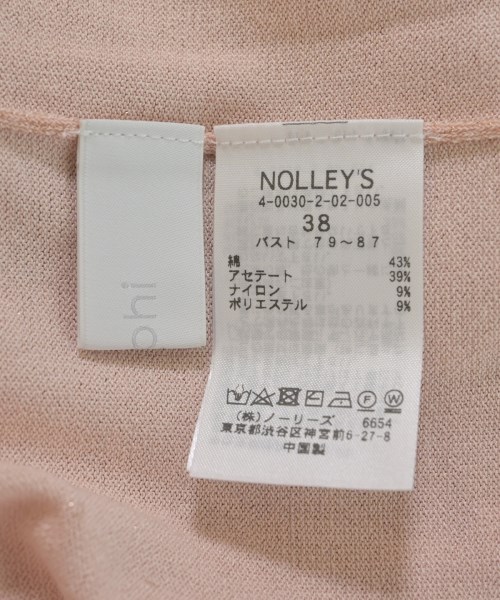 NOLLEY'S
4-0030-2-02-005
38
バスト 79～87
綿 43%
アセテート 39%
ナイロン 9%
ポリエステル 9%
(株)ノーリーズ 6654
東京都渋谷区神宮前6-27-8
中国製